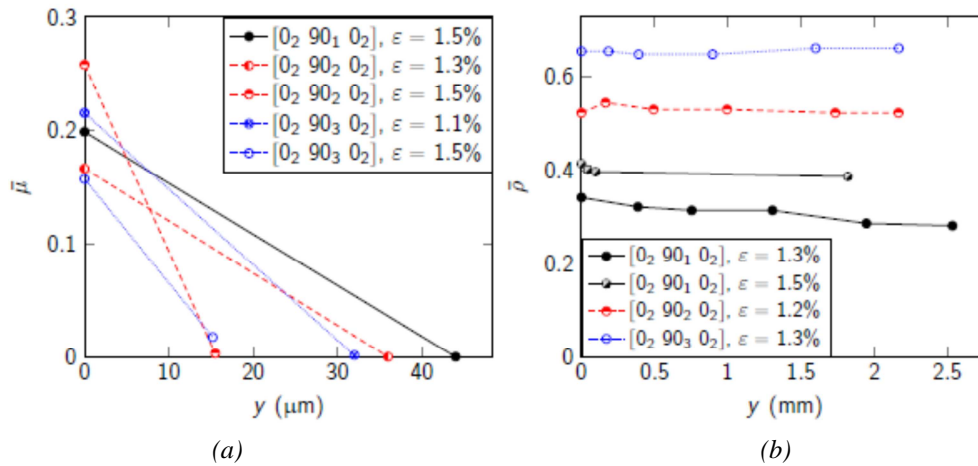 0.3
0.2
0.1
0
μ̄
[0₂ 90₁ 0₂], ε = 1.5%
[0₂ 90₂ 0₂], ε = 1.3%
[0₂ 90₂ 0₂], ε = 1.5%
[0₂ 90₃ 0₂], ε = 1.1%
[0₂ 90₃ 0₂], ε = 1.5%
0 10 20 30 40
y (μm)
(a)
0.6
0.4
0.2
0
ρ̄
[0₂ 90₁ 0₂], ε = 1.3%
[0₂ 90₁ 0₂], ε = 1.5%
[0₂ 90₂ 0₂], ε = 1.2%
[0₂ 90₃ 0₂], ε = 1.3%
0 0.5 1 1.5 2 2.5
y (mm)
(b)